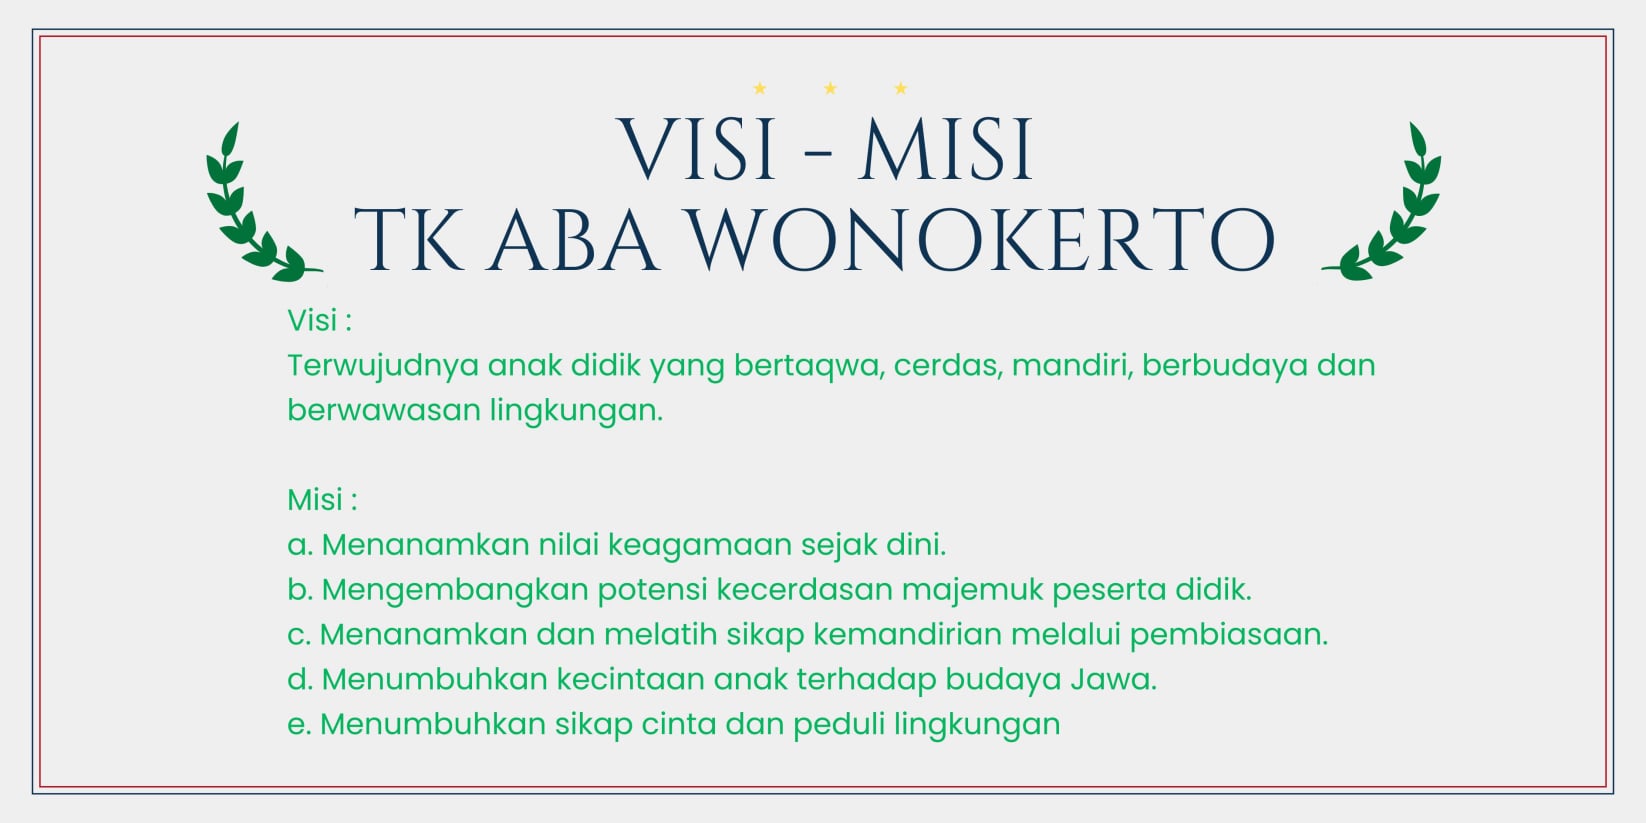 VISI - MISI
TK ABA WONOKERTO
Visi :
Terwujudnya anak didik yang bertaqwa, cerdas, mandiri, berbudaya dan
berwawasan lingkungan.
Misi :
a. Menanamkan nilai keagamaan sejak dini.
b. Mengembangkan potensi kecerdasan majemuk peserta didik.
c. Menanamkan dan melatih sikap kemandirian melalui pembiasaan.
d. Menumbuhkan kecintaan anak terhadap budaya Jawa.
e. Menumbuhkan sikap cinta dan peduli lingkungan